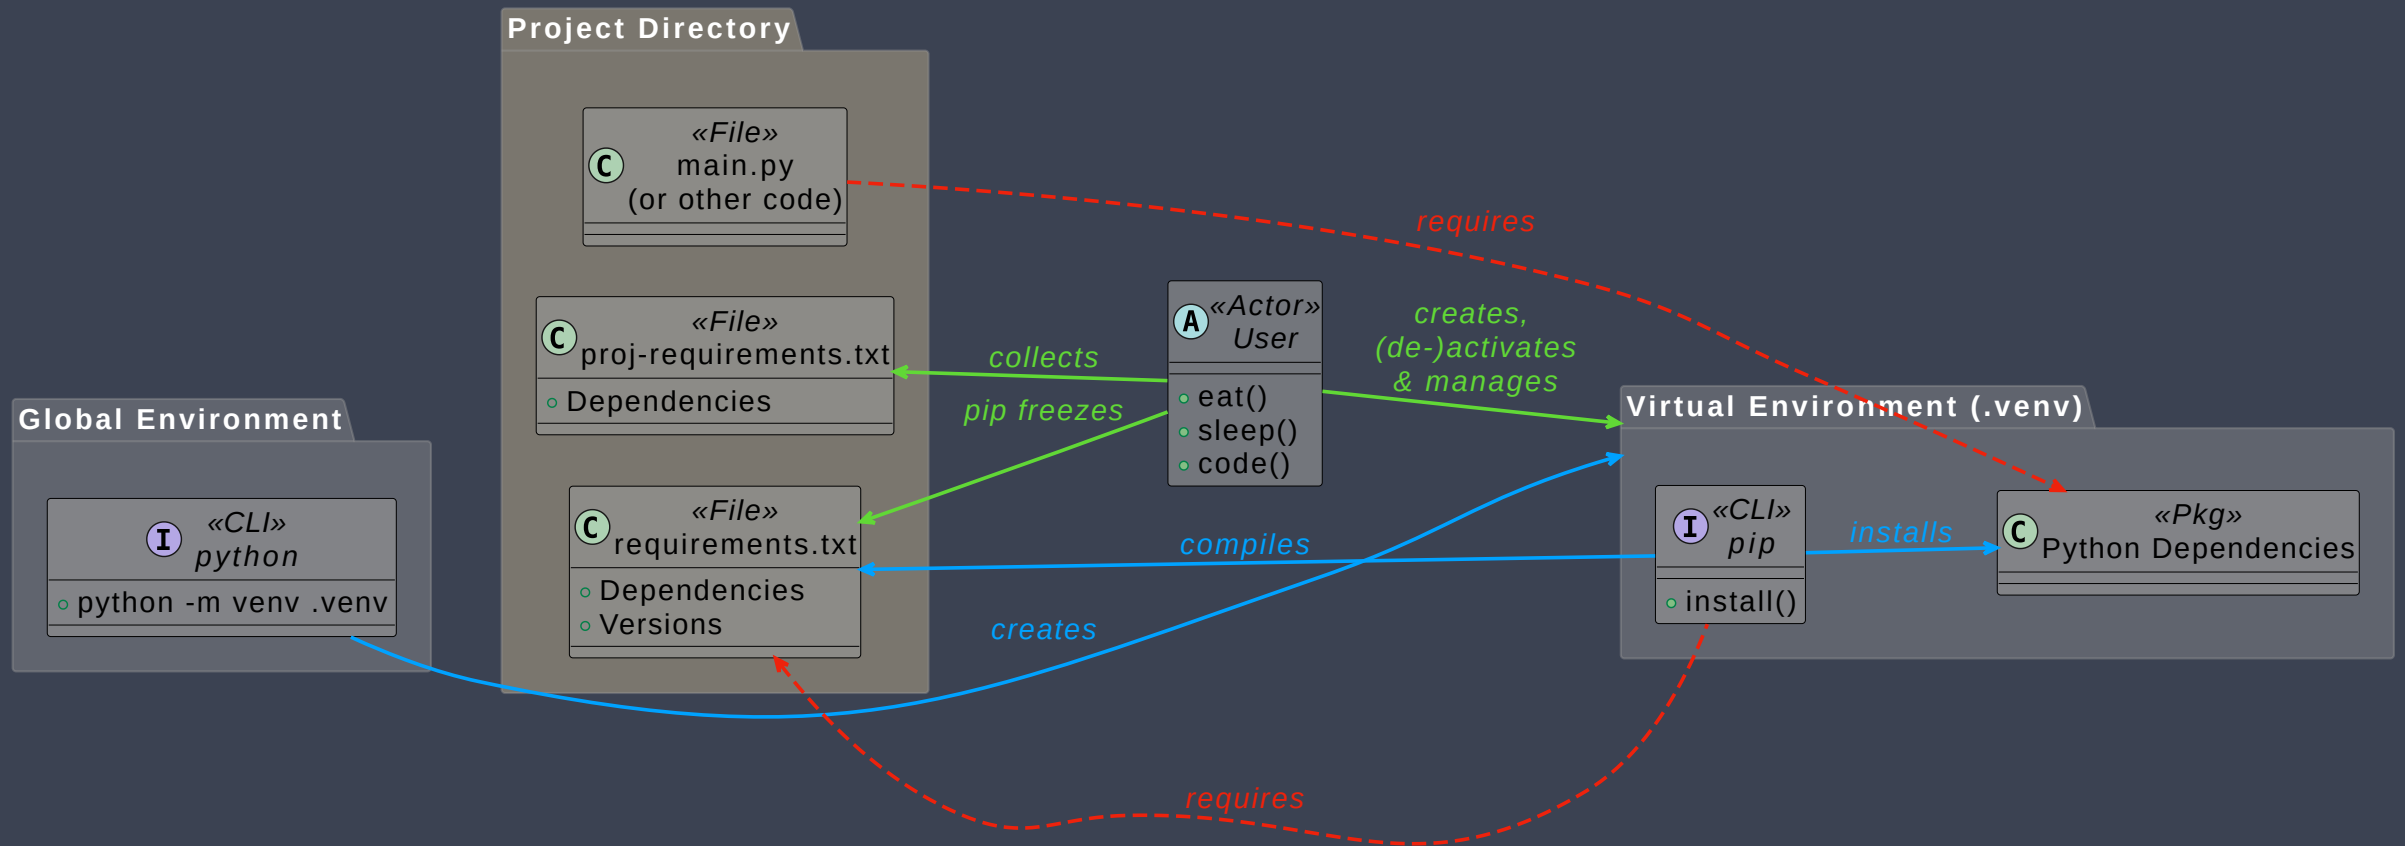 Project Directory
«File»
C
main.py
(or other code)
requires
«File»
C
proj-requirements.txt
Dependencies
collects
pip freezes
«Actor»
A
User
eat()
sleep()
code()
creates,
(de-)activates
& manages
Global Environment
«CLI»
I
python
python -m venv .venv
«File»
C
requirements.txt
Dependencies
Versions
compiles
creates
Virtual Environment (.venv)
«CLI»
I
pip
install()
installs
«Pkg»
C
Python Dependencies
requires